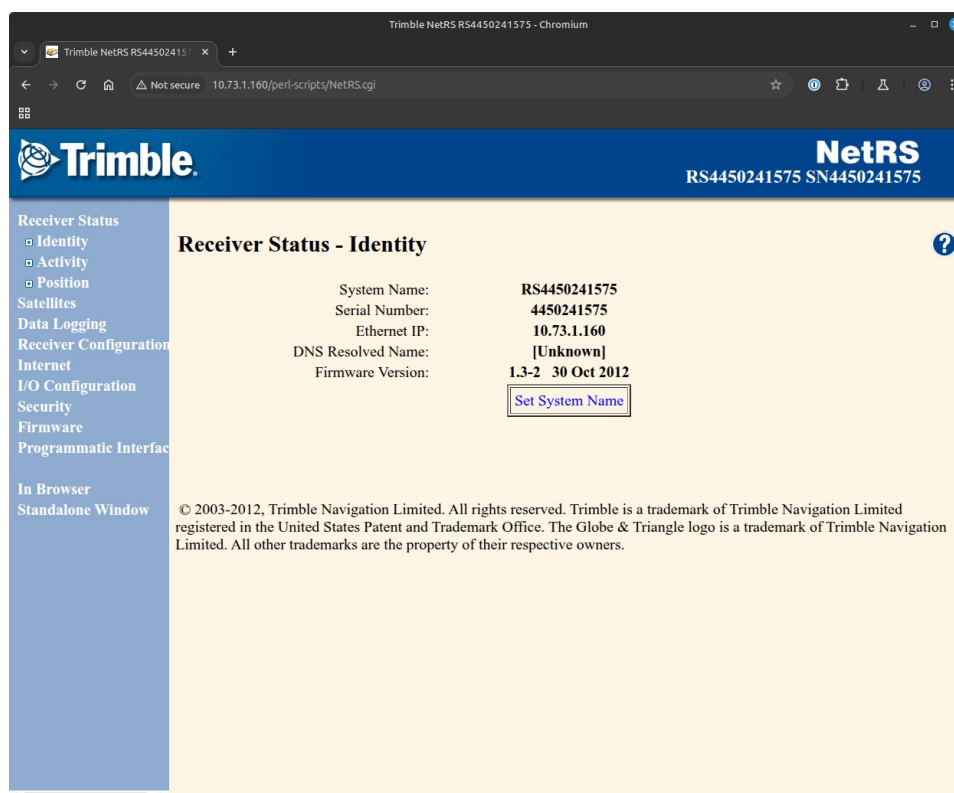 Trimble NetRS RS4450241575 - Chromium
Trimble NetRS RS44502415
Not secure 10.73.1.160/perl-scripts/NetRS.cgi
Trimble.
NetRS
RS4450241575 SN4450241575
Receiver Status
Identity
Activity
Position
Satellites
Data Logging
Receiver Configuration
Internet
I/O Configuration
Security
Firmware
Programmatic Interfac
In Browser
Standalone Window
Receiver Status - Identity
?
System Name: RS4450241575
Serial Number: 4450241575
Ethernet IP: 10.73.1.160
DNS Resolved Name: [Unknown]
Firmware Version: 1.3-2 30 Oct 2012
Set System Name
© 2003-2012, Trimble Navigation Limited. All rights reserved. Trimble is a trademark of Trimble Navigation Limited
registered in the United States Patent and Trademark Office. The Globe & Triangle logo is a trademark of Trimble Navigation
Limited. All other trademarks are the property of their respective owners.